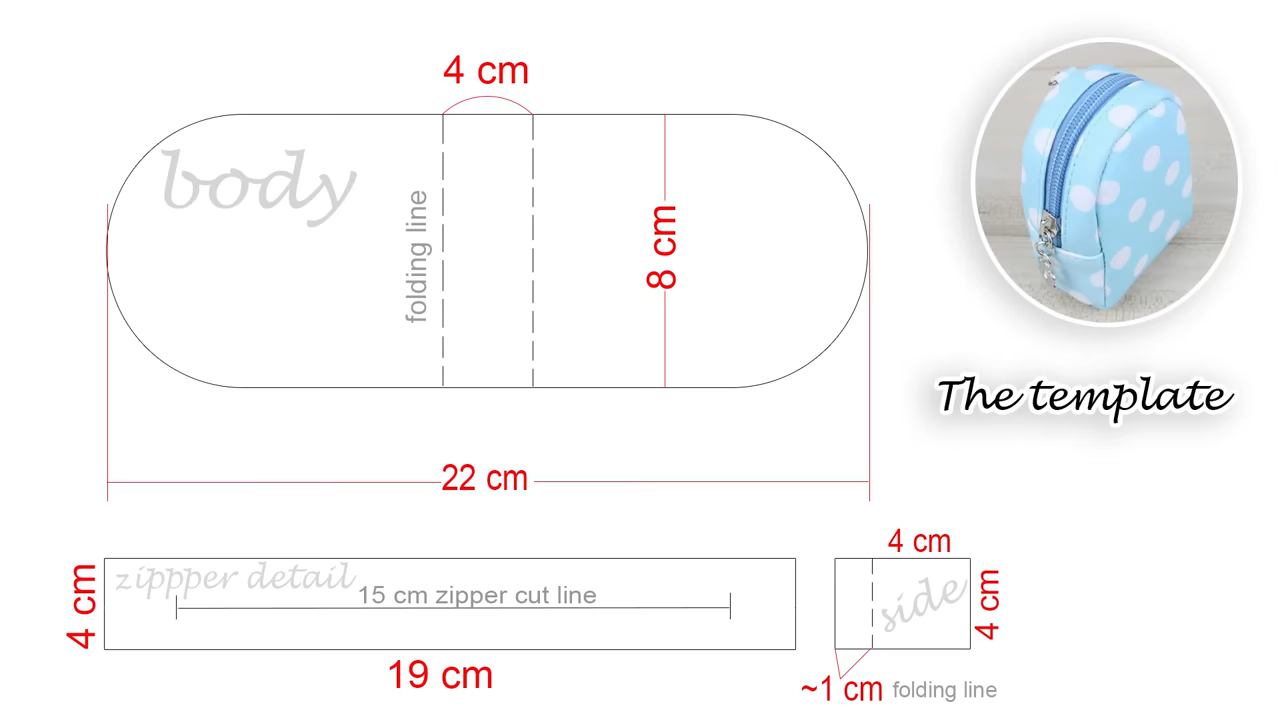 4 cm
body
folding line
8 cm
22 cm
The template
zippper detail
15 cm zipper cut line
4 cm
19 cm
4 cm
side
4 cm
~1 cm
folding line